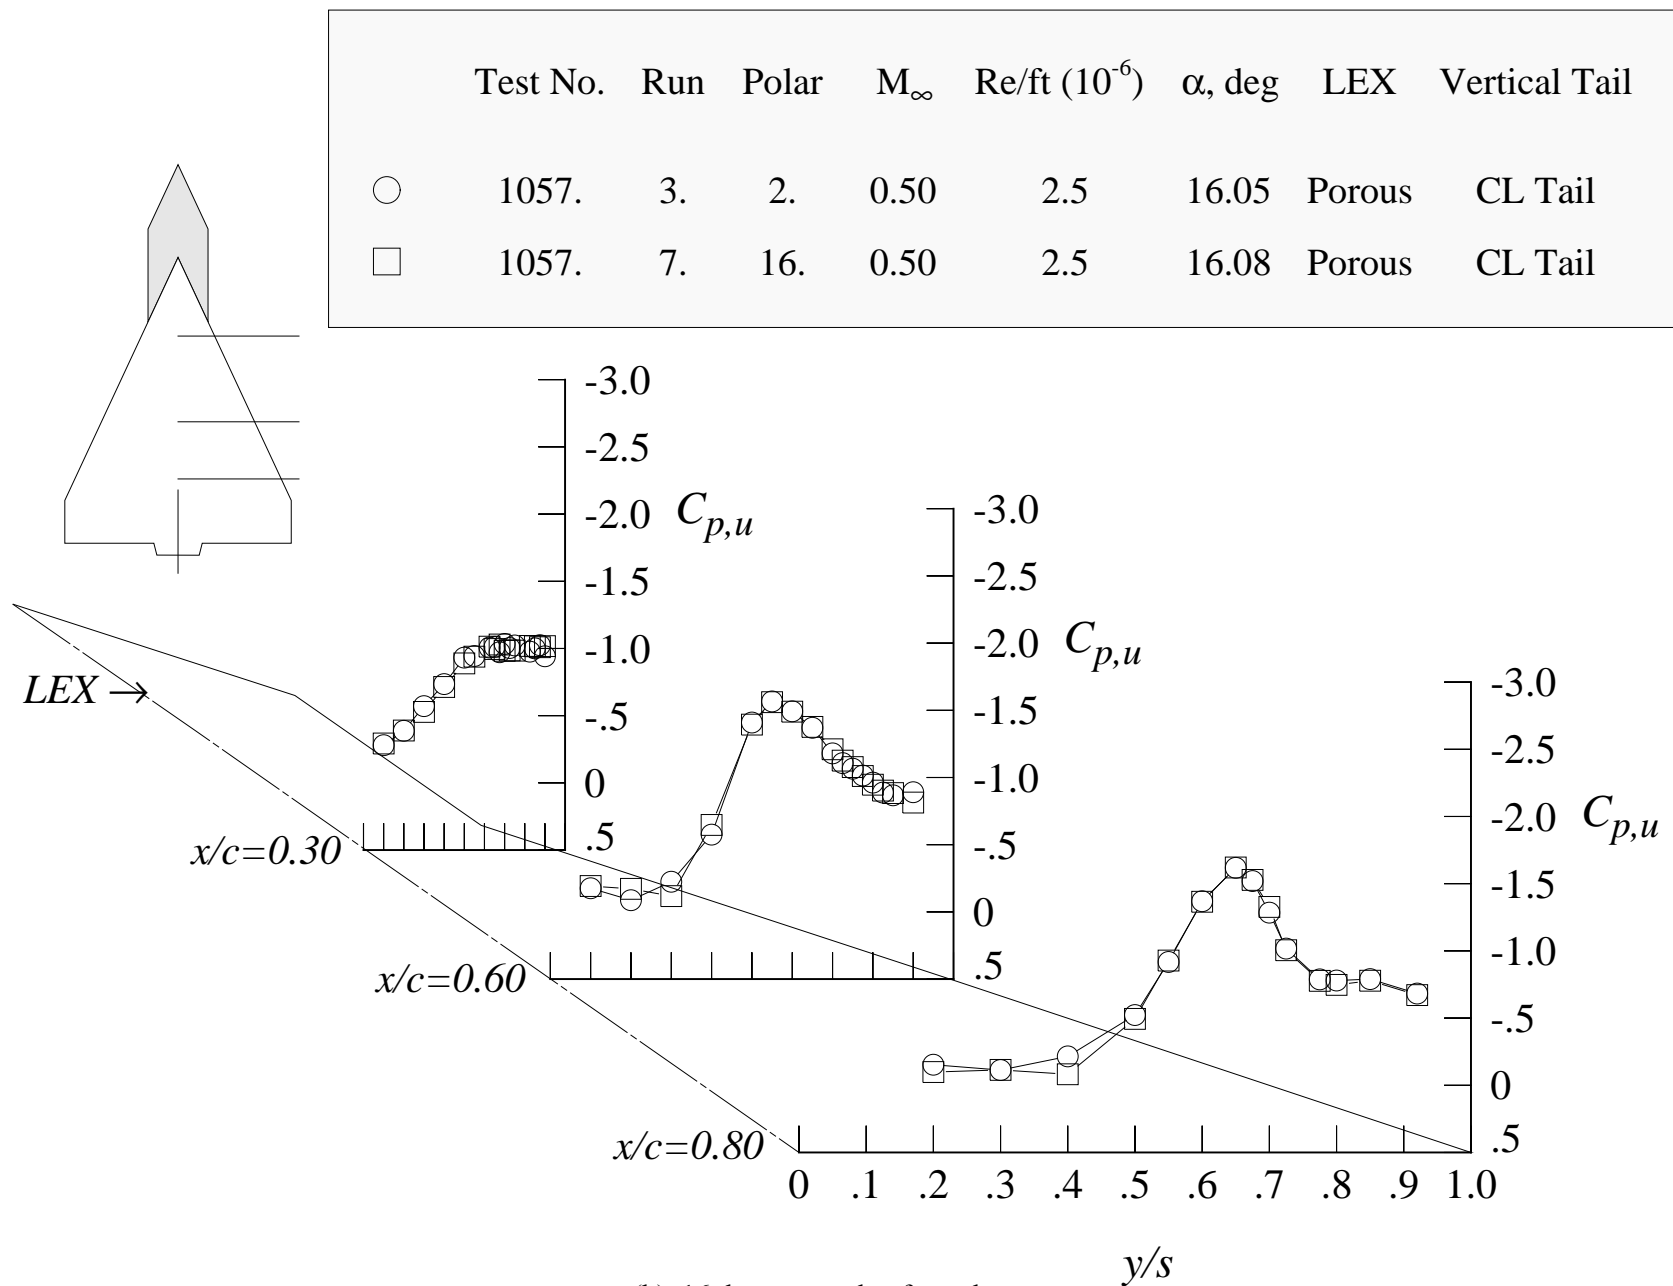 Test No. Run Polar M∞ Re/ft (10-6) α, deg LEX Vertical Tail
1057. 3. 2. 0.50 2.5 16.05 Porous CL Tail
1057. 7. 16. 0.50 2.5 16.08 Porous CL Tail
-3.0
-2.5
-2.0
-1.5
-1.0
-.5
0
.5
Cp,u
-3.0
-2.5
-2.0
-1.5
-1.0
-.5
0
.5
Cp,u
-3.0
-2.5
-2.0
-1.5
-1.0
-.5
0
.5
Cp,u
LEX →
x/c=0.30
x/c=0.60
x/c=0.80
0 .1 .2 .3 .4 .5 .6 .7 .8 .9 1.0
y/s